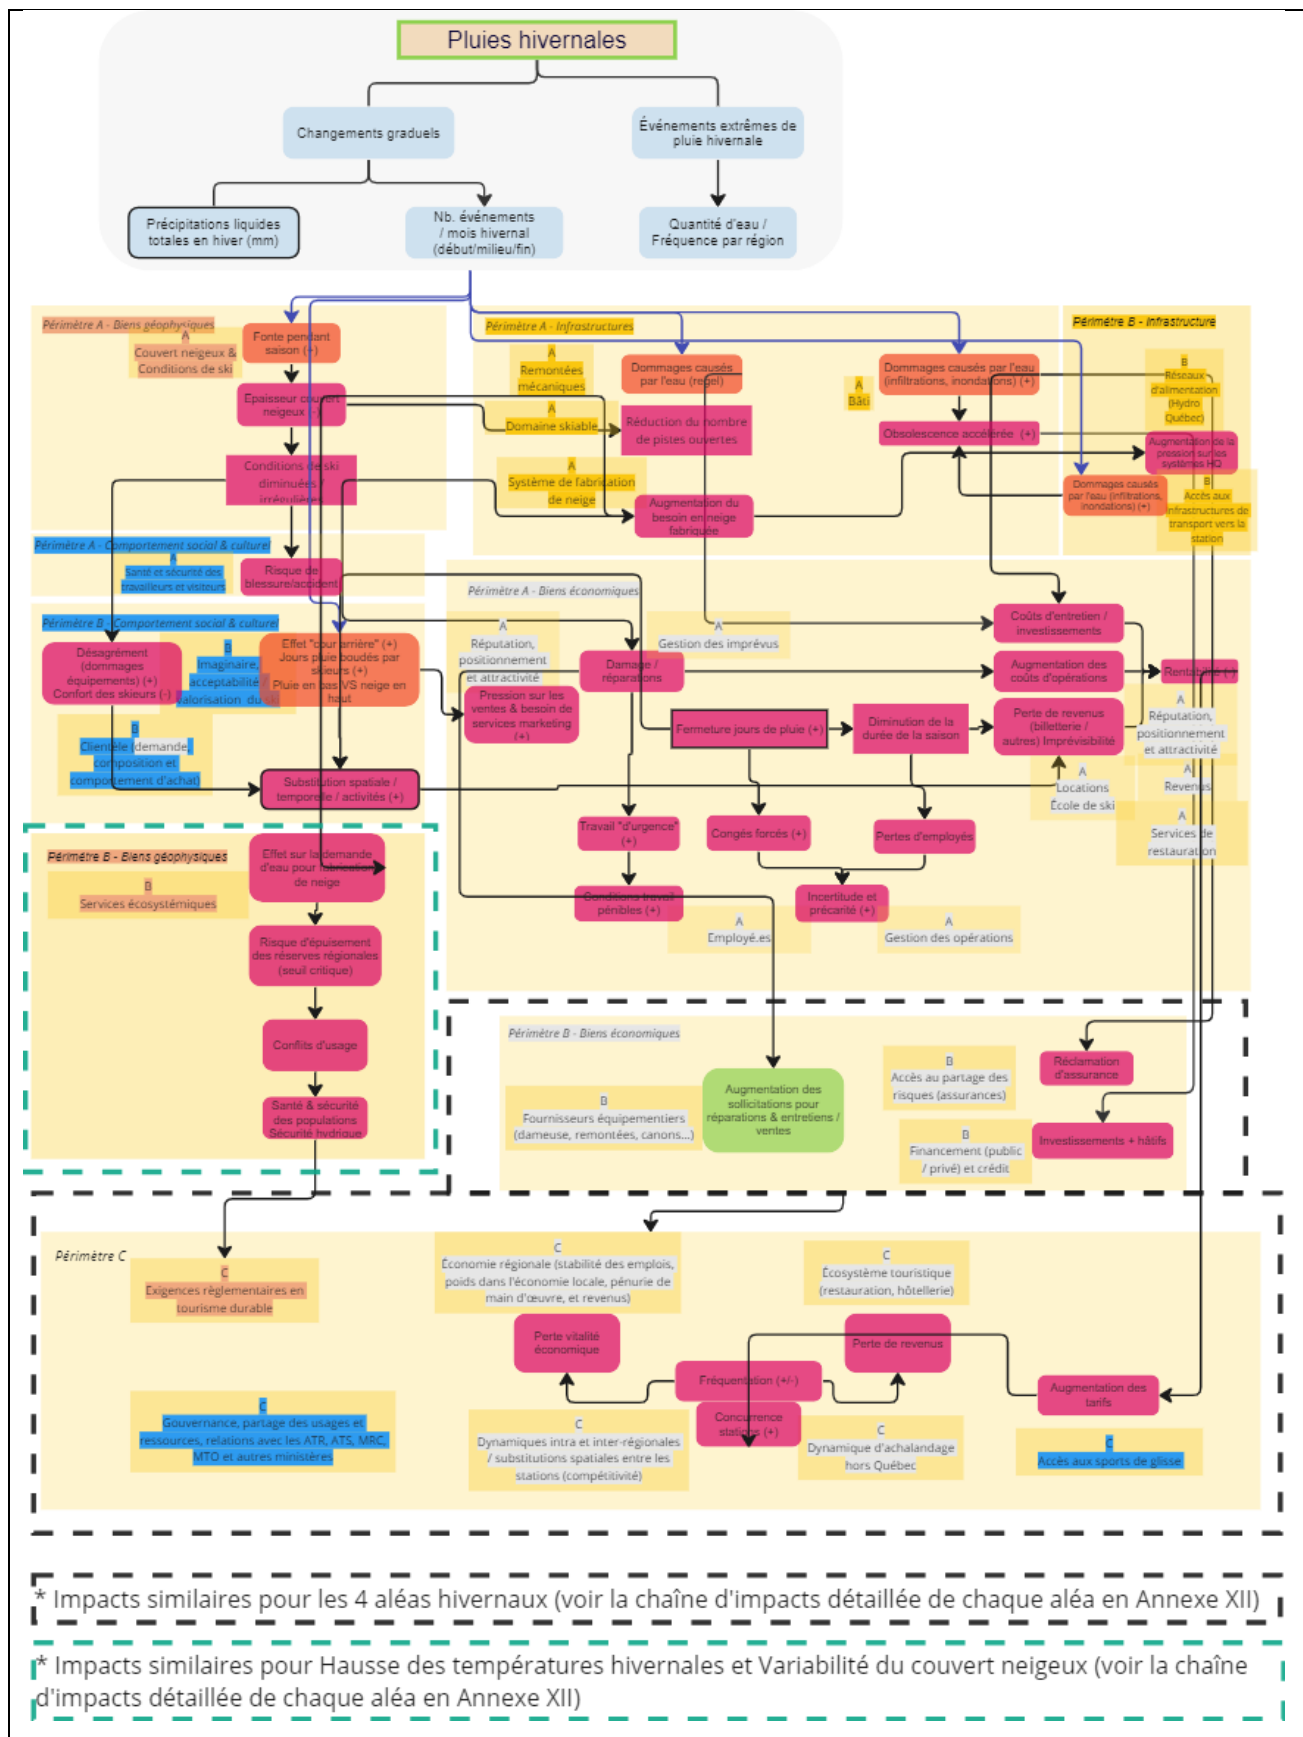 Pluies hivernales
Changements graduels
Événements extrêmes de
pluie hivernale
Précipitations liquides
totales en hiver (mm)
Nb. événements
/ mois hivernal
(début/milieu/fin)
Quantité d'eau /
Fréquence par région
Périmètre A - Biens géophysiques
A
Couvert neigeux &
Conditions de ski
Fonte pendant
saison (+)
Epaisseur couvert
neigeux (-)
Conditions de ski
diminuées /
irrégulières
Périmètre A - Infrastructures
A
Remontées
mécaniques
A
Domaine skiable
A
Système de fabrication
de neige
Dommages causés
par l'eau (regel)
Réduction du nombre
de pistes ouvertes
Augmentation du
besoin en neige
fabriquée
A
Bâti
Dommages causés par l'eau
(infiltrations, inondations) (+)
Obsolescence accélérée (+)
Périmètre B - Infrastructure
B
Réseaux
d'alimentation
(Hydro
Québec)
Augmentation de la
pression sur les
systèmes HQ
Dommages causés
par l'eau (infiltrations,
inondations) (+)
B
Accès aux
infrastructures de
transport vers la
station
Périmètre A - Comportement social & culturel
A
Santé et sécurité des
travailleurs et visiteurs
Risque de
blessure/accident
Périmètre B - Comportement social & culturel
Désagrément
(dommages
équipements) (+)
Confort des skieurs (-)
B
Imaginaire,
acceptabilité
valorisation du
Effet "cour arrière" (+)
Jours pluie boudés par
skieurs (+)
Pluie en bas VS neige en
haut
B
Clientèle (demande,
composition et
comportement d'achat)
Substitution spatiale /
temporelle / activités (+)
Périmètre A - Biens économiques
A
Réputation,
positionnement
et attractivité
Pression sur les
ventes & besoin de
services marketing
(+)
A
Gestion des imprévus
Damage /
réparations
Fermeture jours de pluie (+)
Diminution de la
durée de la saison
Coûts d'entretien /
investissements
Augmentation des
coûts d'opérations
Perte de revenus
(billetterie /
autres) Imprévisibilité
Rentabilité (-)
A
Réputation,
positionnement
et attractivité
A
Locations
École de ski
A
Revenus
A
Services de
restauration
Travail "d'urgence"
(+)
Congés forcés (+)
Pertes d'employés
Conditions travail
pénibles (+)
Incertitude et
précarité (+)
A
Employé.es
A
Gestion des opérations
Périmètre B - Biens géophysiques
B
Services écosystémiques
Effet sur la demande
d'eau pour fabrication
de neige
Risque d'épuisement
des réserves régionales
(seuil critique)
Conflits d'usage
Santé & sécurité
des populations
Sécurité hydrique
Périmètre B - Biens économiques
B
Fournisseurs équipementiers
(dameuse, remontées, canons...)
Augmentation des
sollicitations pour
réparations & entretiens /
ventes
B
Accès au partage des
risques (assurances)
Réclamation
d'assurance
B
Financement (public
/ privé) et crédit
Investissements + hâtifs
Périmètre C
C
Exigences règlementaires en
tourisme durable
C
Économie régionale (stabilité des emplois,
poids dans l'économie locale, pénurie de
main d'œuvre, et revenus)
C
Écosystème touristique
(restauration, hôtellerie)
Perte vitalité
économique
Perte de revenus
Fréquentation (+/-)
Concurrence
stations (+)
Augmentation des
tarifs
C
Gouvernance, partage des usages et
ressources, relations avec les ATR, ATS, MRC,
MTO et autres ministères
C
Dynamiques intra et inter-régionales
/ substitutions spatiales entre les
stations (compétitivité)
C
Dynamique d'achalandage
hors Québec
C
Accès aux sports de glisse
* Impacts similaires pour les 4 aléas hivernaux (voir la chaîne d'impacts détaillée de chaque aléa en Annexe XII)
* Impacts similaires pour Hausse des températures hivernales et Variabilité du couvert neigeux (voir la chaîne
d'impacts détaillée de chaque aléa en Annexe XII)